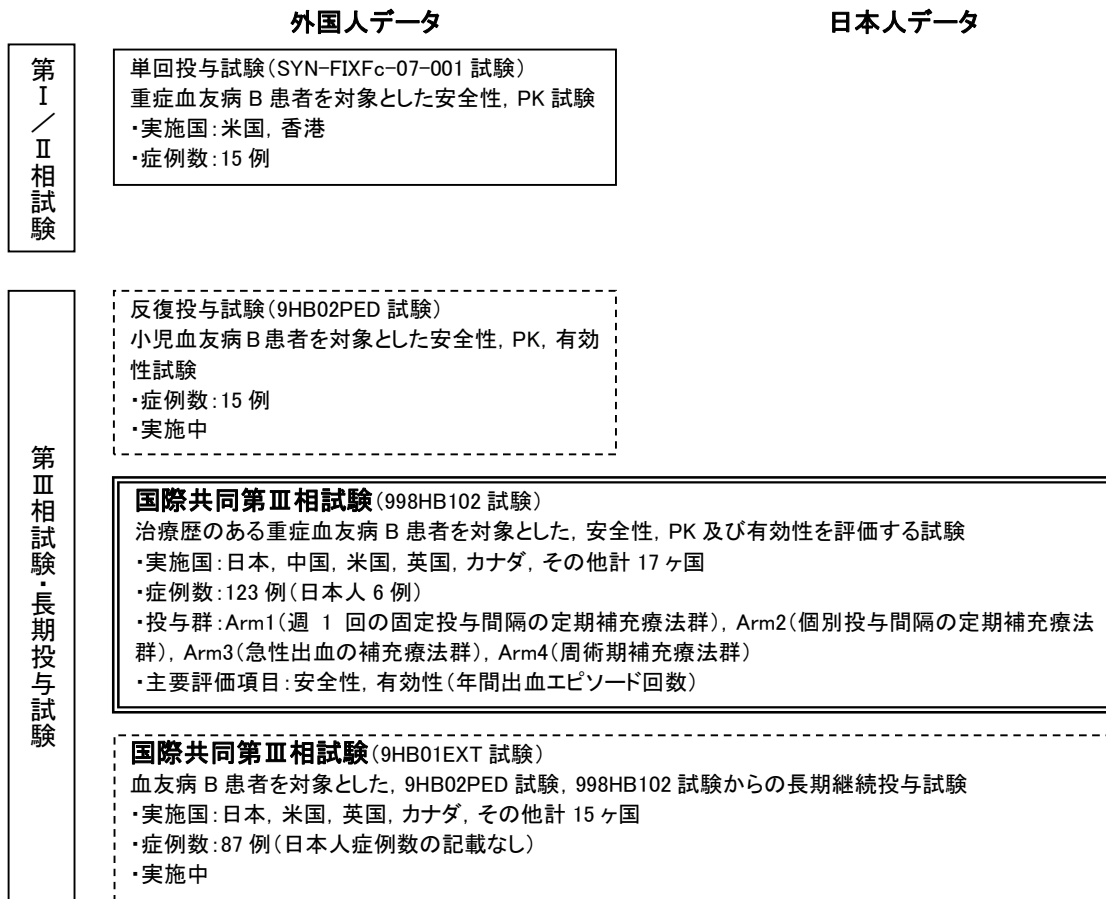 外国人データ
日本人データ
第Ⅰ／Ⅱ相試験
単回投与試験（SYN-FIXFc-07-001 試験）
重症血友病 B 患者を対象とした安全性，PK 試験
・実施国：米国，香港
・症例数：15 例
第Ⅲ相試験・長期投与試験
反復投与試験（9HB02PED 試験）
小児血友病 B 患者を対象とした安全性，PK，有効
性試験
・症例数：15 例
・実施中
国際共同第Ⅲ相試験（998HB102 試験）
治療歴のある重症血友病 B 患者を対象とした，安全性，PK 及び有効性を評価する試験
・実施国：日本，中国，米国，英国，カナダ，その他計 17 ヶ国
・症例数：123 例（日本人 6 例）
・投与群：Arm1（週 1 回の固定投与間隔の定期補充療法群），Arm2（個別投与間隔の定期補充療法
群），Arm3（急性出血の補充療法群），Arm4（周術期補充療法群）
・主要評価項目：安全性，有効性（年間出血エピソード回数）
国際共同第Ⅲ相試験（9HB01EXT 試験）
血友病 B 患者を対象とした，9HB02PED 試験，998HB102 試験からの長期継続投与試験
・実施国：日本，米国，英国，カナダ，その他計 15 ヶ国
・症例数：87 例（日本人症例数の記載なし）
・実施中